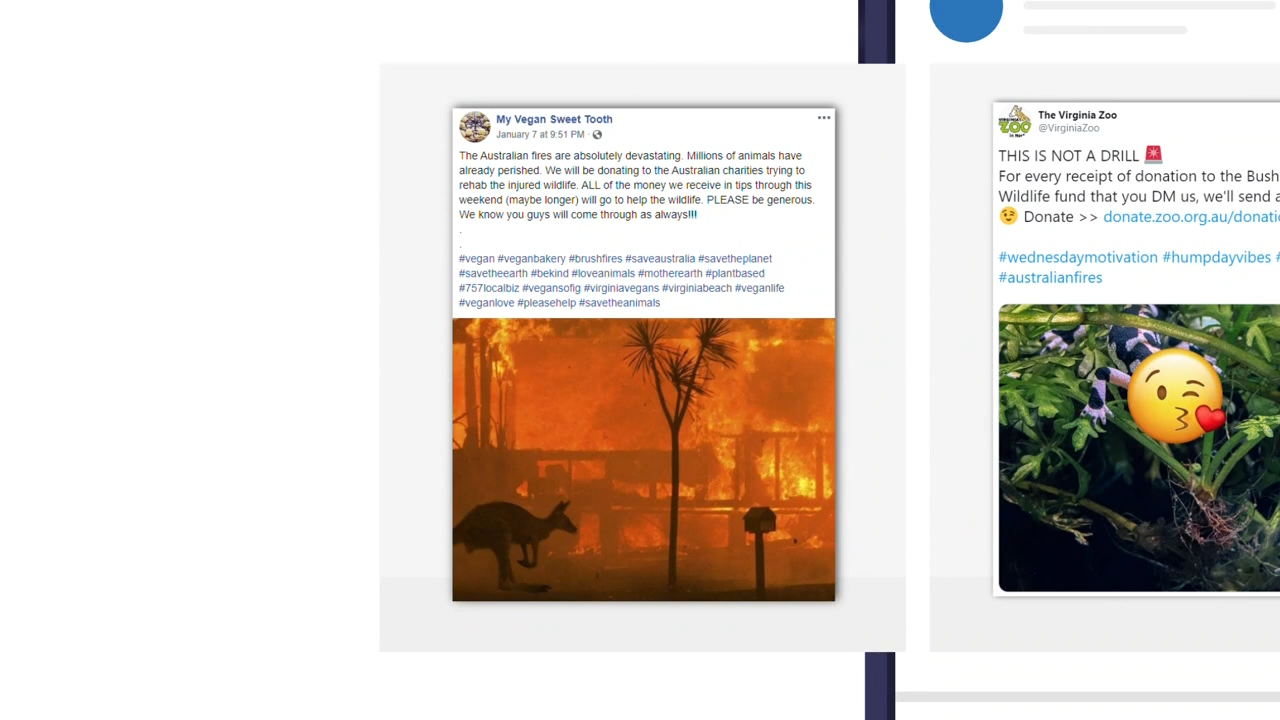 My Vegan Sweet Tooth
January 7 at 9:51 PM ·
The Australian fires are absolutely devastating. Millions of animals have
already perished. We will be donating to the Australian charities trying to
rehab the injured wildlife. ALL of the money we receive in tips through this
weekend (maybe longer) will go to help the wildlife. PLEASE be generous.
We know you guys will come through as always!!!
.
.
#vegan #veganbakery #brushfires #saveaustralia #savetheplanet
#savetheearth #bekind #loveanimals #motherearth #plantbased
#757localbiz #vegansofig #virginiavegans #virginiabeach #veganlife
#veganlove #pleasehelp #savetheanimals
The Virginia Zoo
@VirginiaZoo
THIS IS NOT A DRILL 🚨
For every receipt of donation to the Bush
Wildlife fund that you DM us, we'll send a
😉 Donate >> donate.zoo.org.au/donati
#wednesdaymotivation #humpdayvibes #
#australianfires